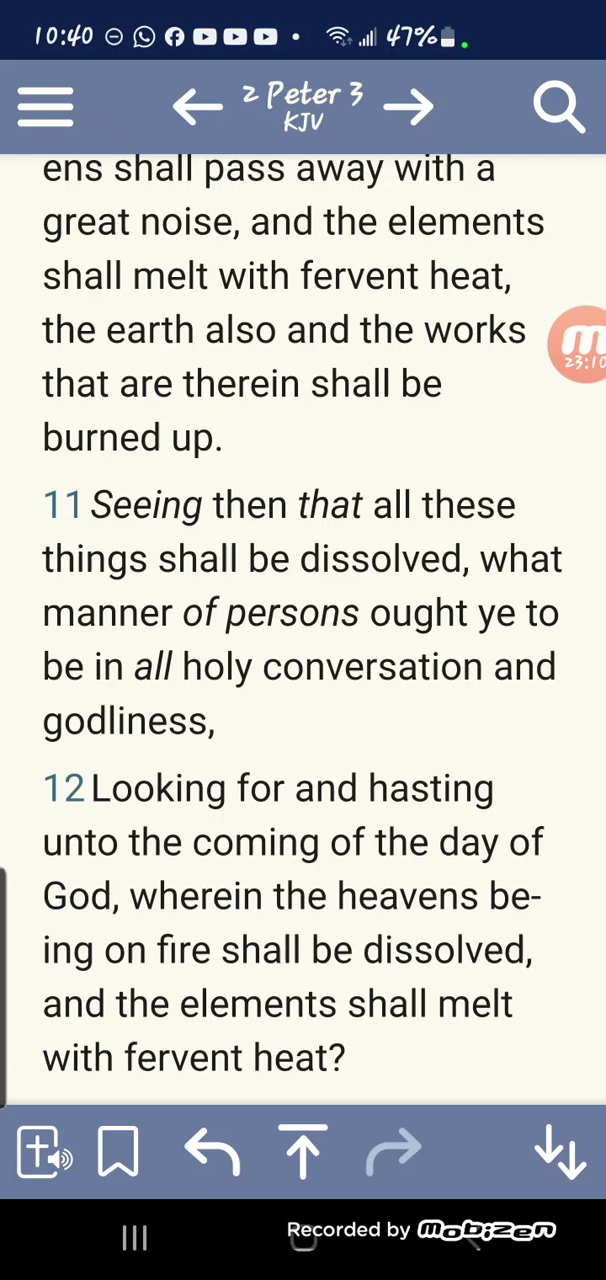 10:40 47%
2 Peter 3
KJV
ens shall pass away with a
great noise, and the elements
shall melt with fervent heat,
the earth also and the works
that are therein shall be
burned up.
m
23:10
11 Seeing then that all these
things shall be dissolved, what
manner of persons ought ye to
be in all holy conversation and
godliness,
12 Looking for and hasting
unto the coming of the day of
God, wherein the heavens be-
ing on fire shall be dissolved,
and the elements shall melt
with fervent heat?
Recorded by mobizen